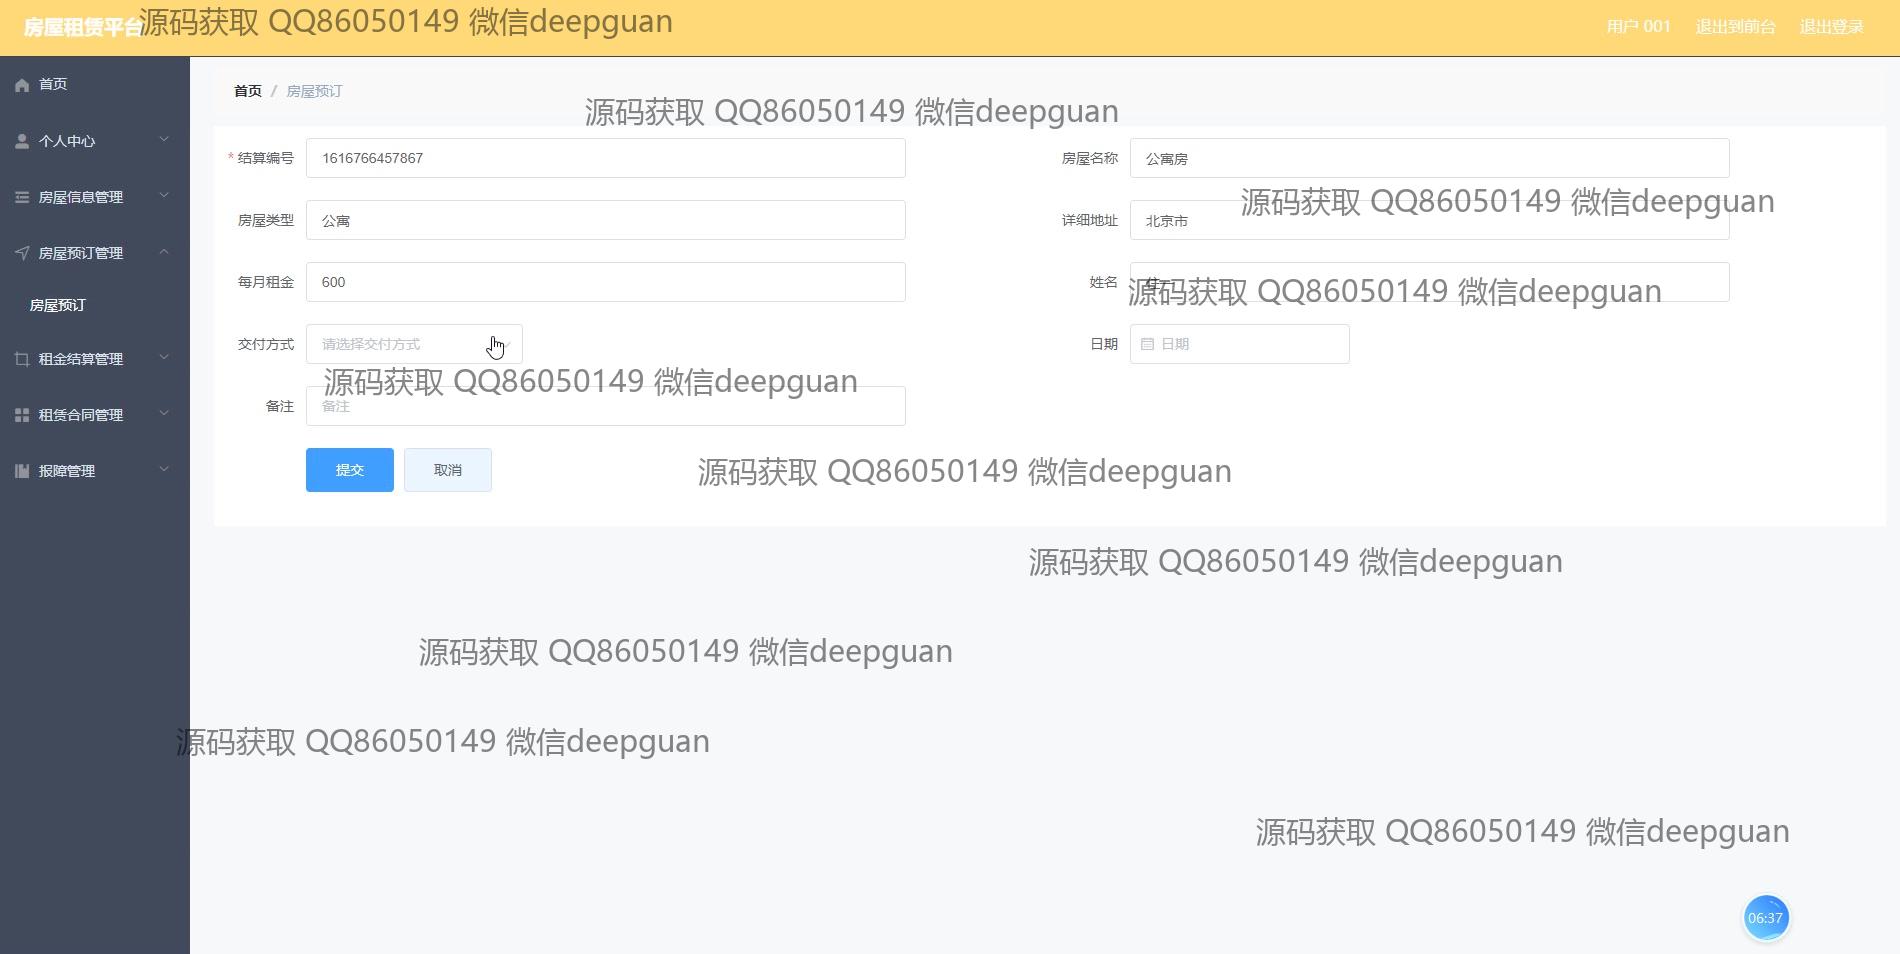 房屋租赁平台
源码获取 QQ86050149 微信deepguan
用户 001
退出到前台
退出登录
首页
个人中心
房屋信息管理
房屋预订管理
房屋预订
租金结算管理
租赁合同管理
报障管理
首页 / 房屋预订
源码获取 QQ86050149 微信deepguan
* 结算编号 1616766457867
房屋名称 公寓房
源码获取 QQ86050149 微信deepguan
房屋类型 公寓
详细地址 北京市
每月租金 600
姓名
源码获取 QQ86050149 微信deepguan
交付方式 请选择交付方式
日期 日期
源码获取 QQ86050149 微信deepguan
备注 备注
提交 取消
源码获取 QQ86050149 微信deepguan
源码获取 QQ86050149 微信deepguan
源码获取 QQ86050149 微信deepguan
源码获取 QQ86050149 微信deepguan
源码获取 QQ86050149 微信deepguan
06:37